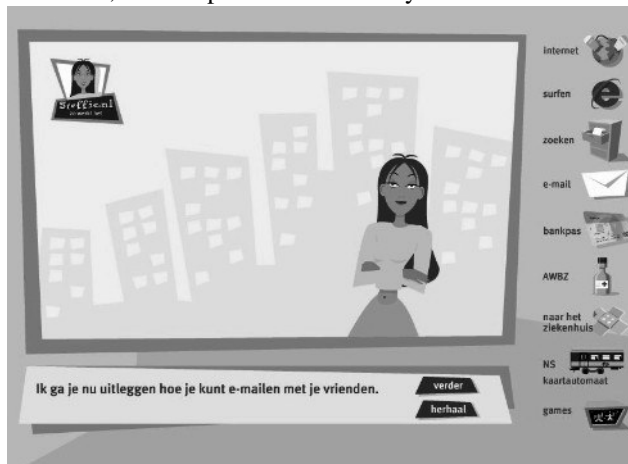 Steffie.nl
Ik ga je nu uitleggen hoe je kunt e-mailen met je vrienden.
verder
herhaal
internet
surfen
zoeken
e-mail
bankpas
AWBZ
naar het
ziekenhuis
NS
kaartautomaat
games